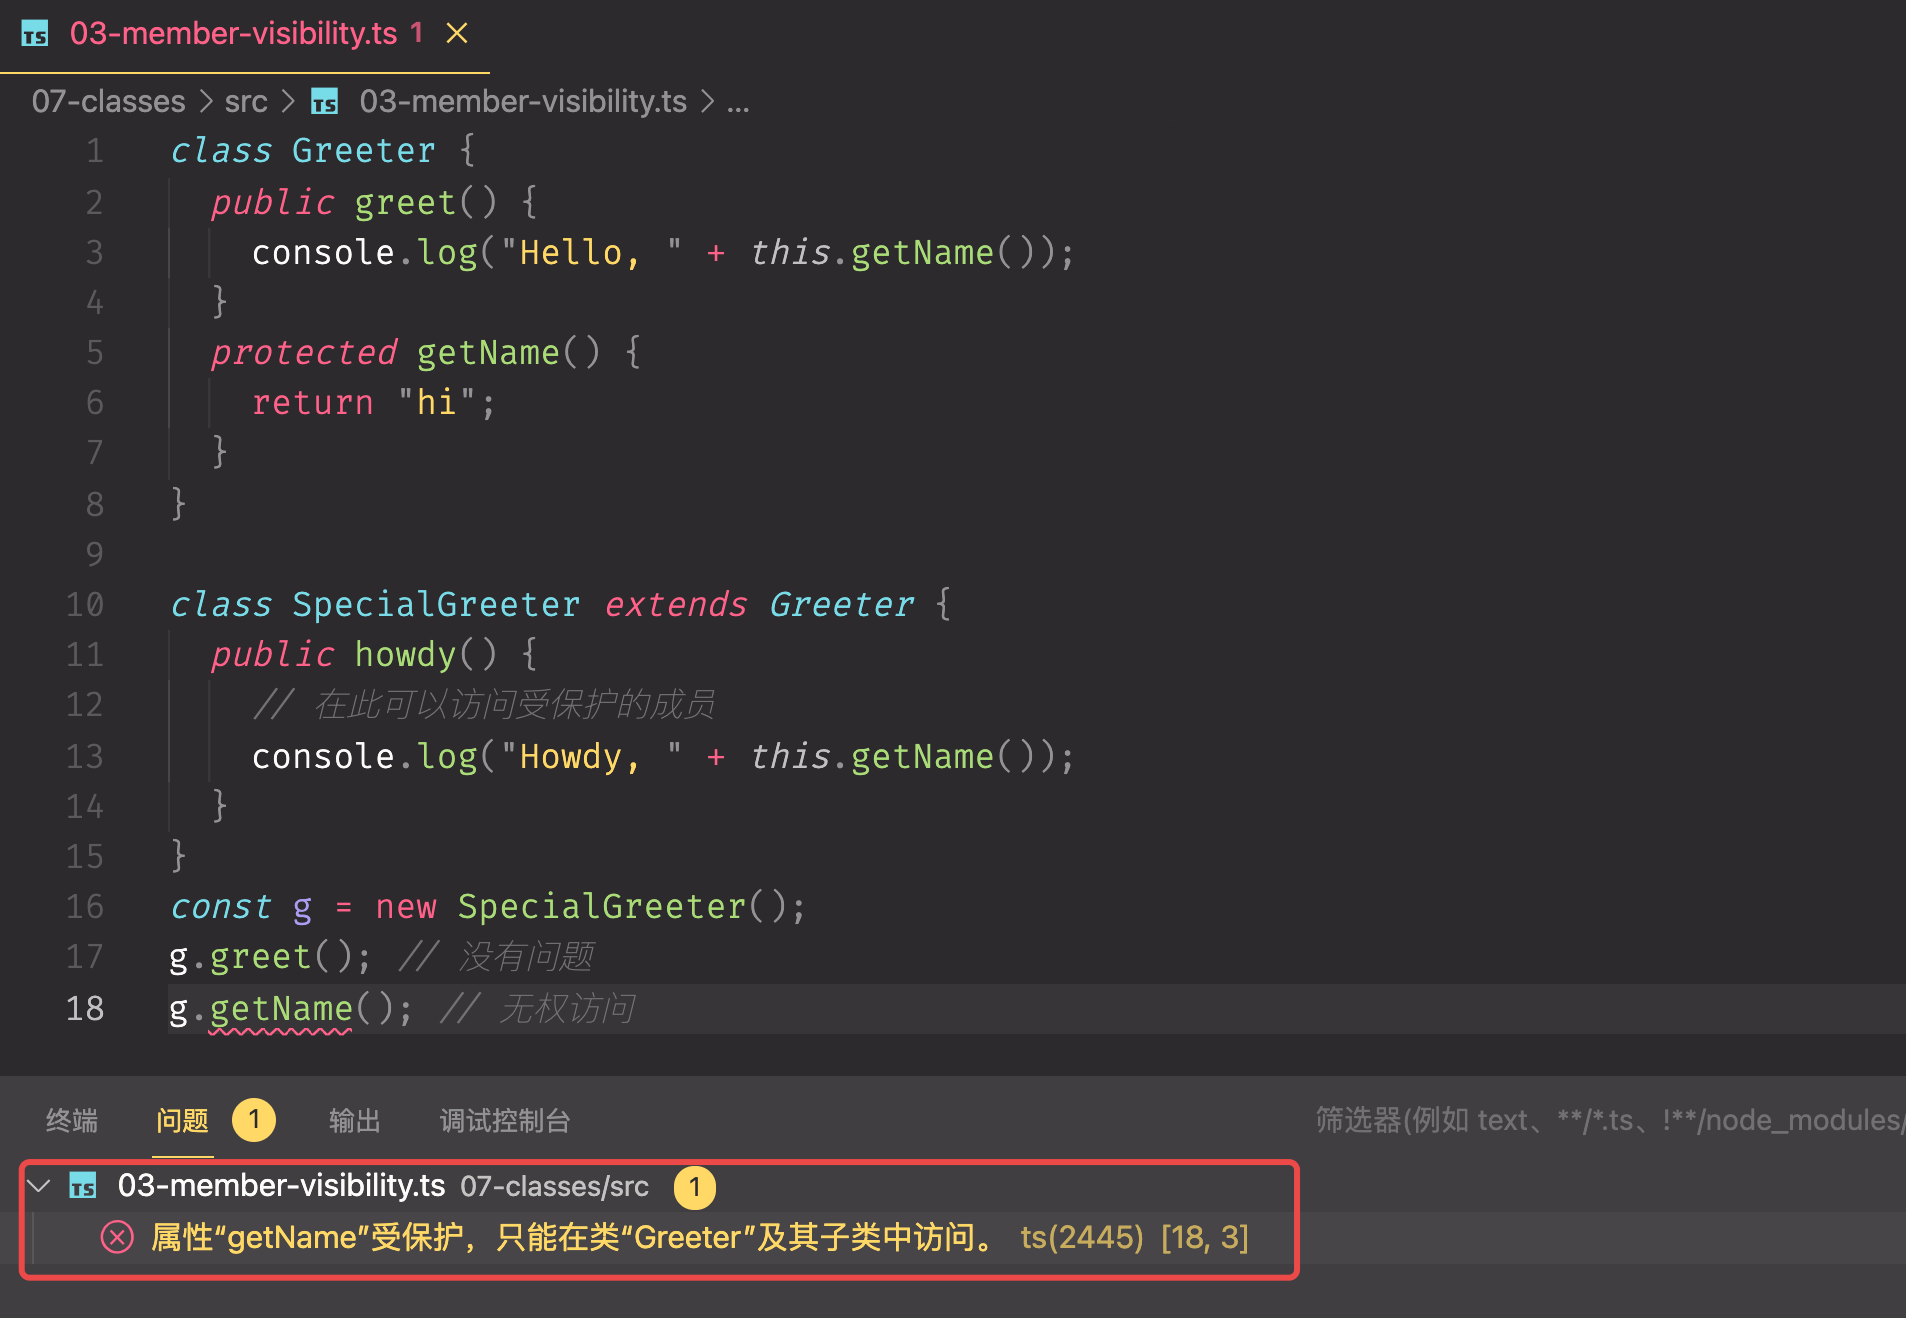 TS 03-member-visibility.ts 1
07-classes > src > TS 03-member-visibility.ts > ...
1 class Greeter {
2 public greet() {
3 console.log("Hello, " + this.getName());
4 }
5 protected getName() {
6 return "hi";
7 }
8 }
9
10 class SpecialGreeter extends Greeter {
11 public howdy() {
12 // 在此可以访问受保护的成员
13 console.log("Howdy, " + this.getName());
14 }
15 }
16 const g = new SpecialGreeter();
17 g.greet(); // 没有问题
18 g.getName(); // 无权访问
终端 问题 1 输出 调试控制台 筛选器(例如 text、**/*.ts、!**/node_modules/
TS 03-member-visibility.ts 07-classes/src 1
属性“getName”受保护，只能在类“Greeter”及其子类中访问。 ts(2445) [18, 3]